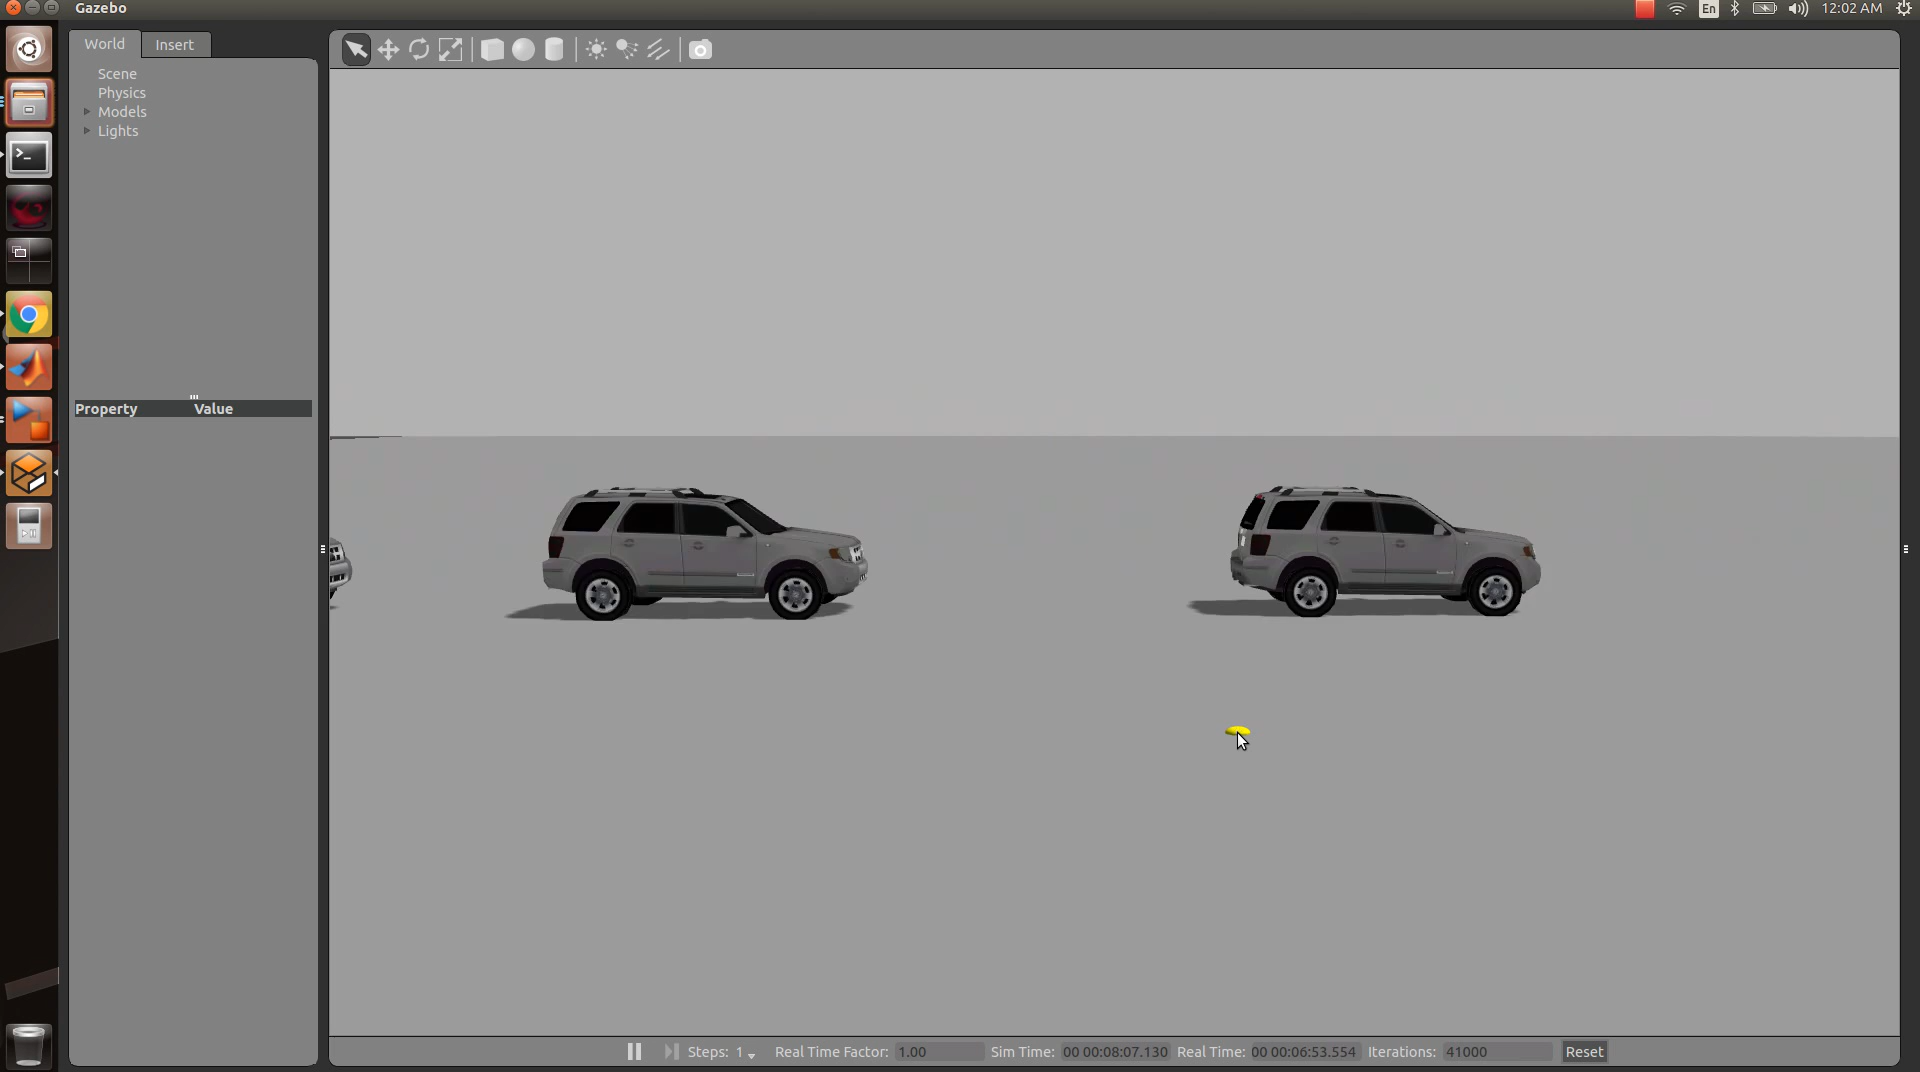 Gazebo
En
12:02 AM
World
Insert
Scene
Physics
Models
Lights
Property Value
Steps: 1 Real Time Factor: 1.00 Sim Time: 00 00:08:07.130 Real Time: 00 00:06:53.554 Iterations: 41000 Reset